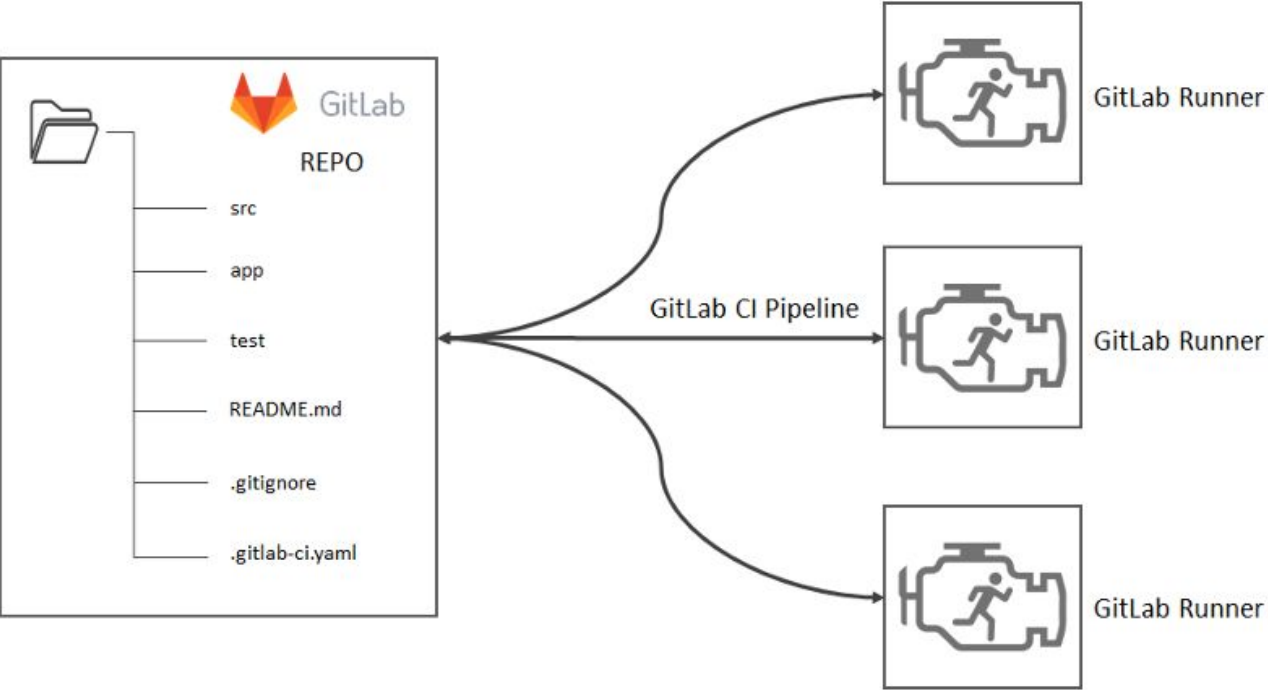 GitLab
REPO
src
app
test
README.md
.gitignore
.gitlab-ci.yaml
GitLab CI Pipeline
GitLab Runner
GitLab Runner
GitLab Runner